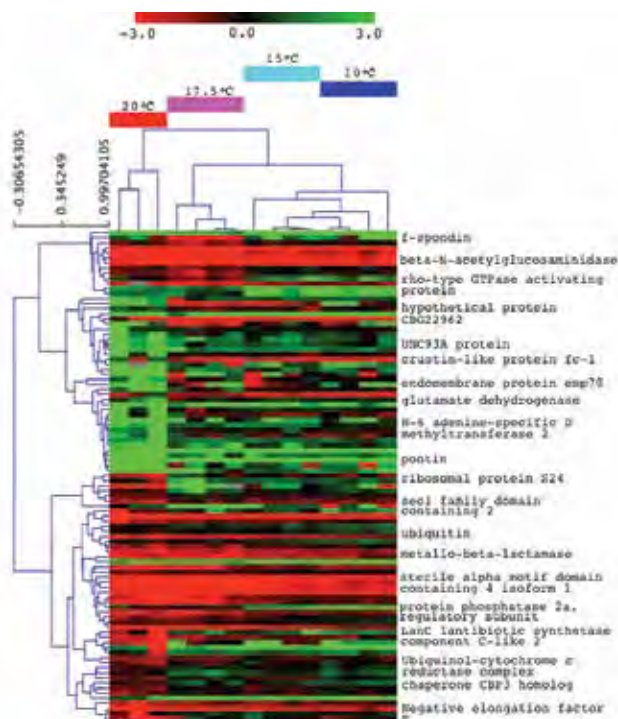 -3.0 0.0 3.0
15°C 10°C
17.5°C
20°C
-0.30654305
0.345249
0.99704105
f-spondin
beta-N-acetylglucosaminidase
rho-type GTPase activating
protein
hypothetical protein
CBG22962
UNC93A protein
crustin-like protein fc-1
endomembrane protein emp70
glutamate dehydrogenase
N-6 adenine-specific D
methyltransferase 2
pontin
ribosomal protein S24
sec1 family domain
containing 2
ubiquitin
metallo-beta-lactamase
sterile alpha motif domain
containing 4 isoform 1
protein phosphatase 2a,
regulatory subunit
LanC lantibiotic synthetase
component C-like 2
Ubiquinol-cytochrome c
reductase complex
chaperone CBP3 homolog
Negative elongation factor